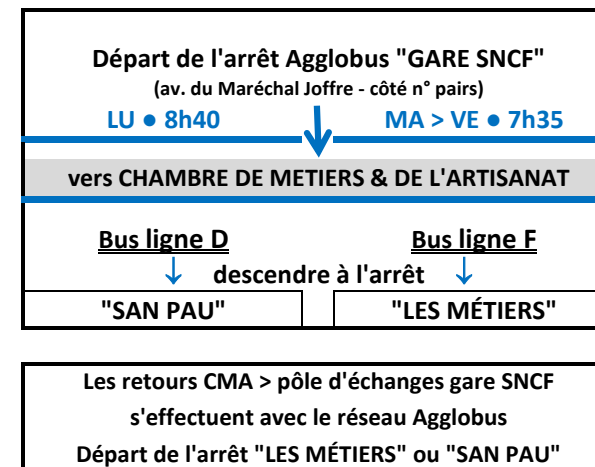 Départ de l'arrêt Agglobus "GARE SNCF"
(av. du Maréchal Joffre - côté n° pairs)
LU ● 8h40 MA > VE ● 7h35
vers CHAMBRE DE METIERS & DE L'ARTISANAT
Bus ligne D Bus ligne F
↓ descendre à l'arrêt ↓
"SAN PAU" "LES MÉTIERS"
Les retours CMA > pôle d'échanges gare SNCF
s'effectuent avec le réseau Agglobus
Départ de l'arrêt "LES MÉTIERS" ou "SAN PAU"